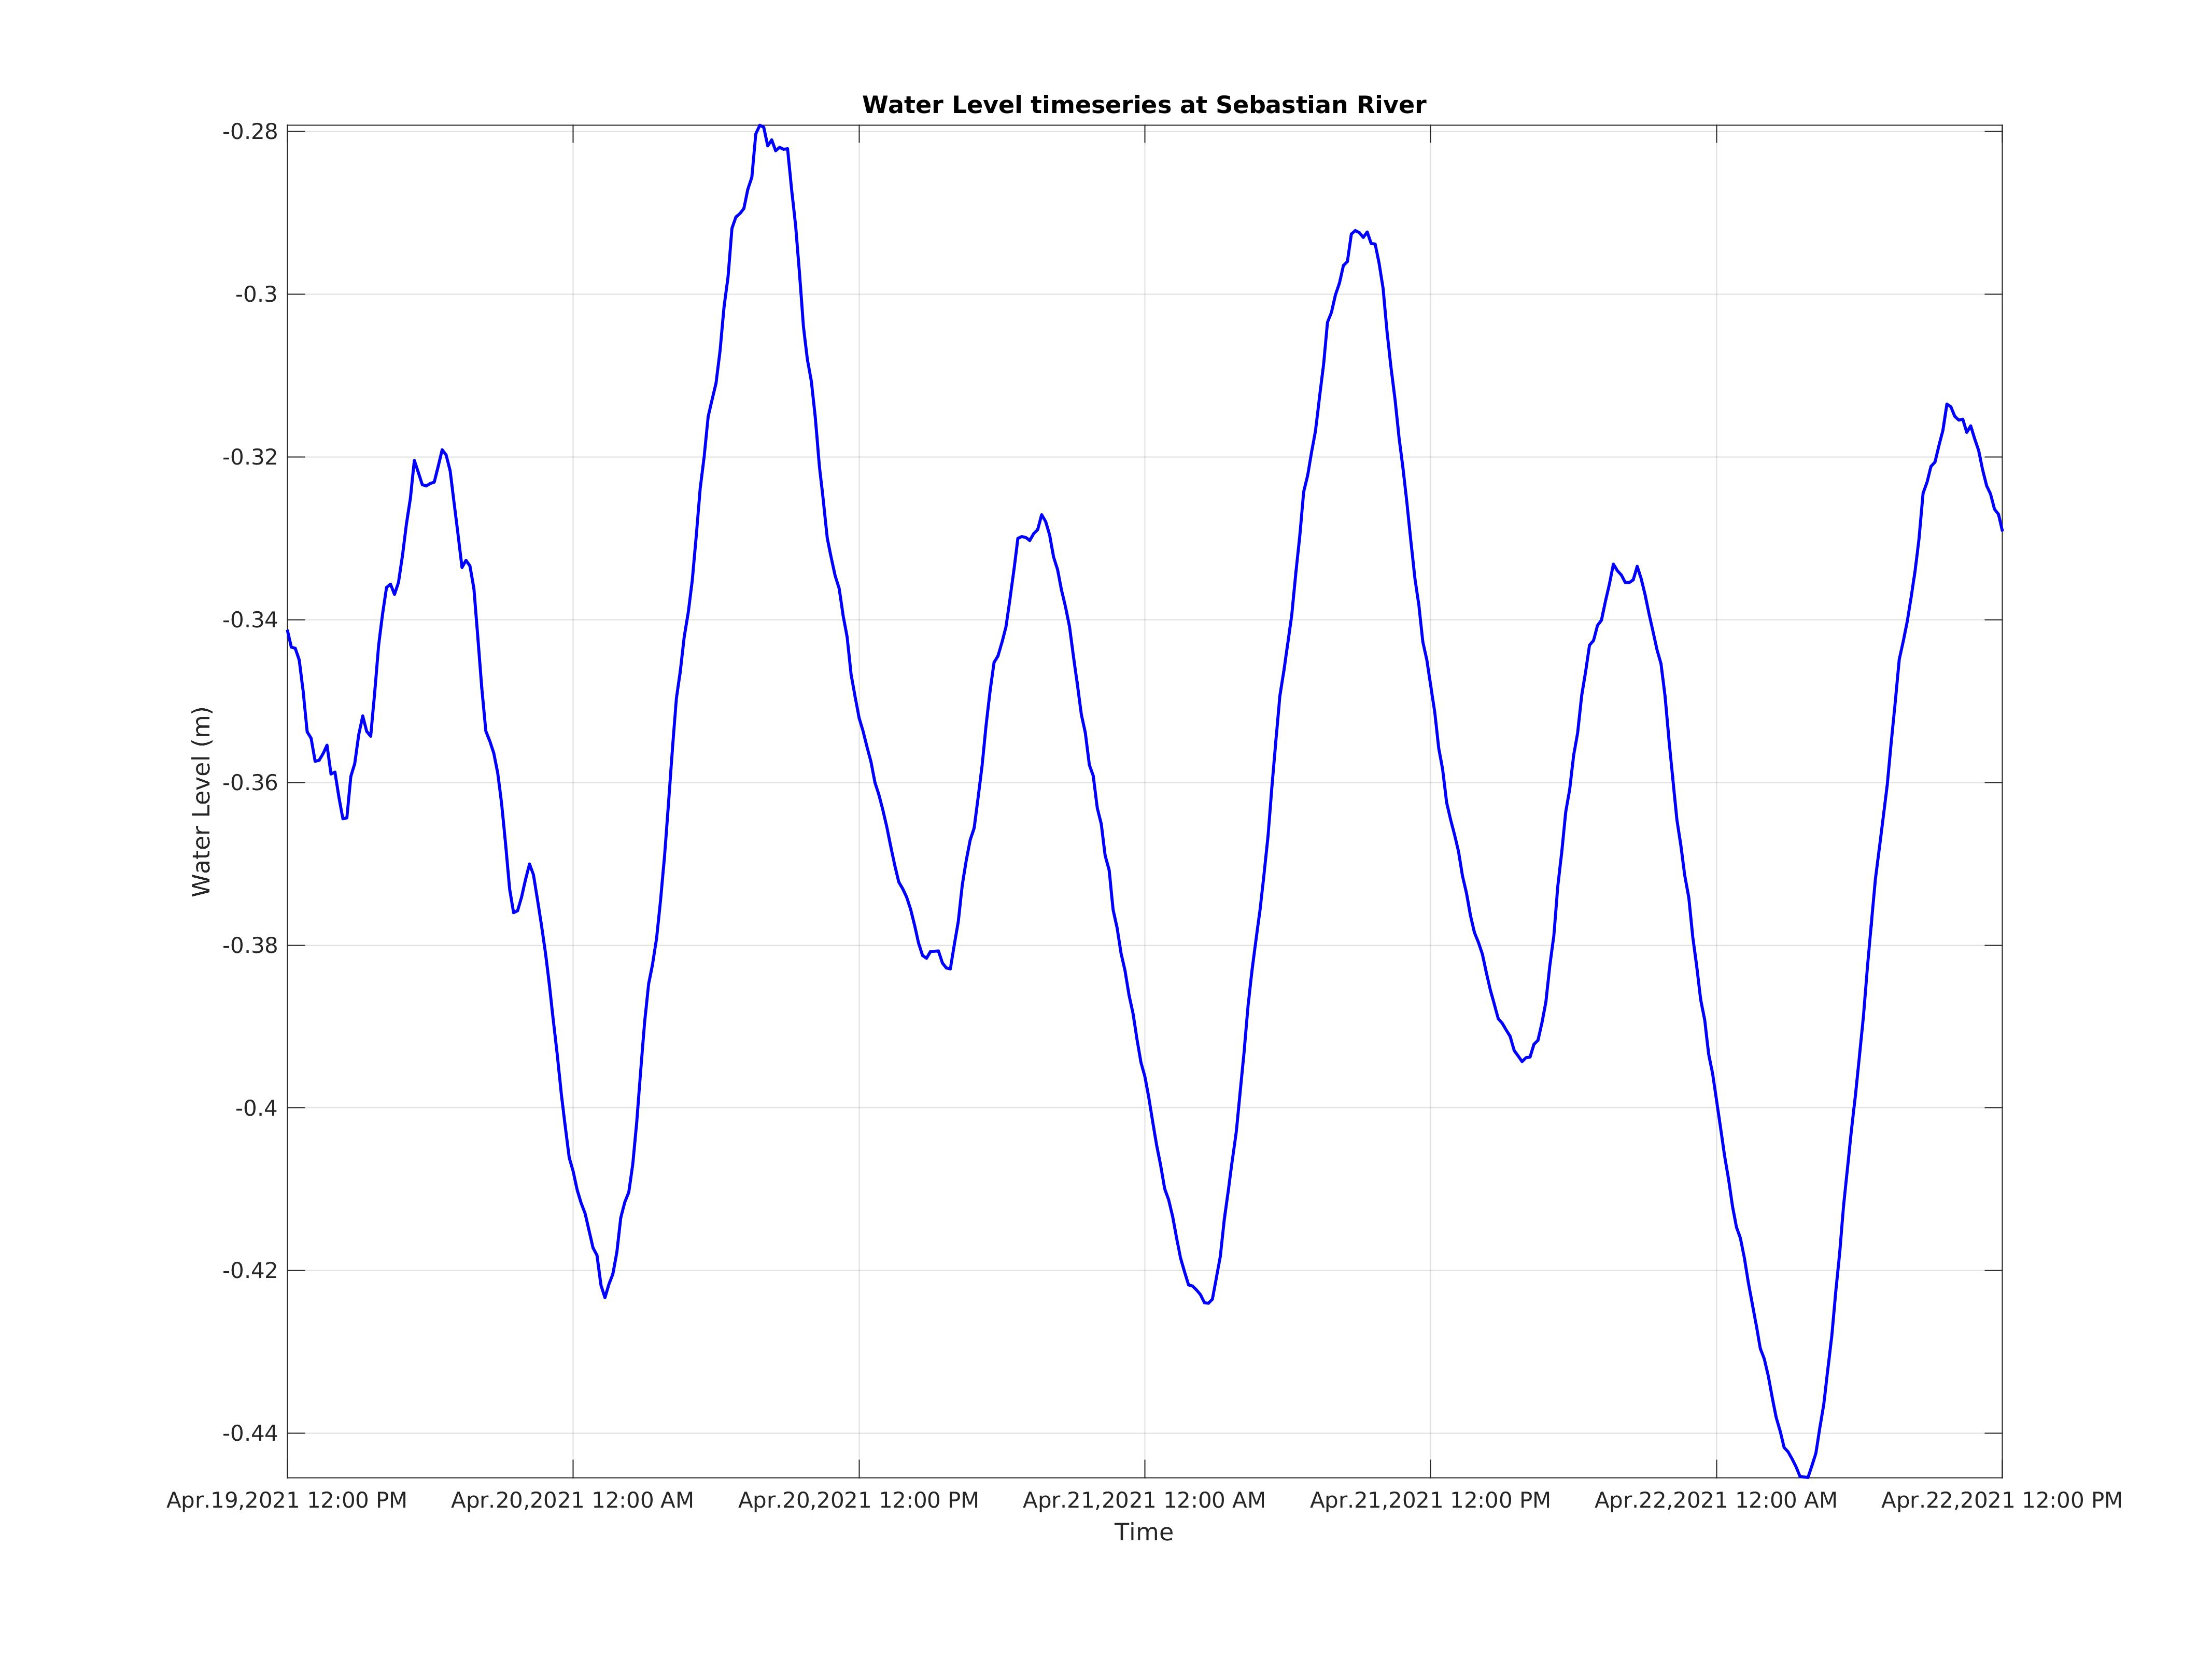 Water Level timeseries at Sebastian River
-0.28
-0.3
-0.32
-0.34
-0.36
-0.38
-0.4
-0.42
-0.44
Water Level (m)
Apr.19,2021 12:00 PM
Apr.20,2021 12:00 AM
Apr.20,2021 12:00 PM
Apr.21,2021 12:00 AM
Apr.21,2021 12:00 PM
Apr.22,2021 12:00 AM
Apr.22,2021 12:00 PM
Time